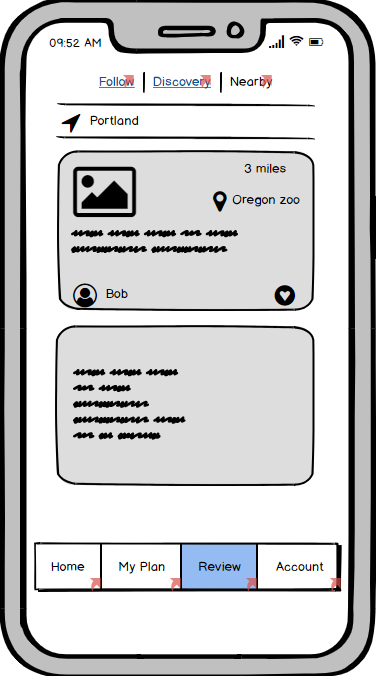 09:52 AM
Follow Discovery Nearby
Portland
3 miles
Oregon zoo
Bob
Home My Plan Review Account